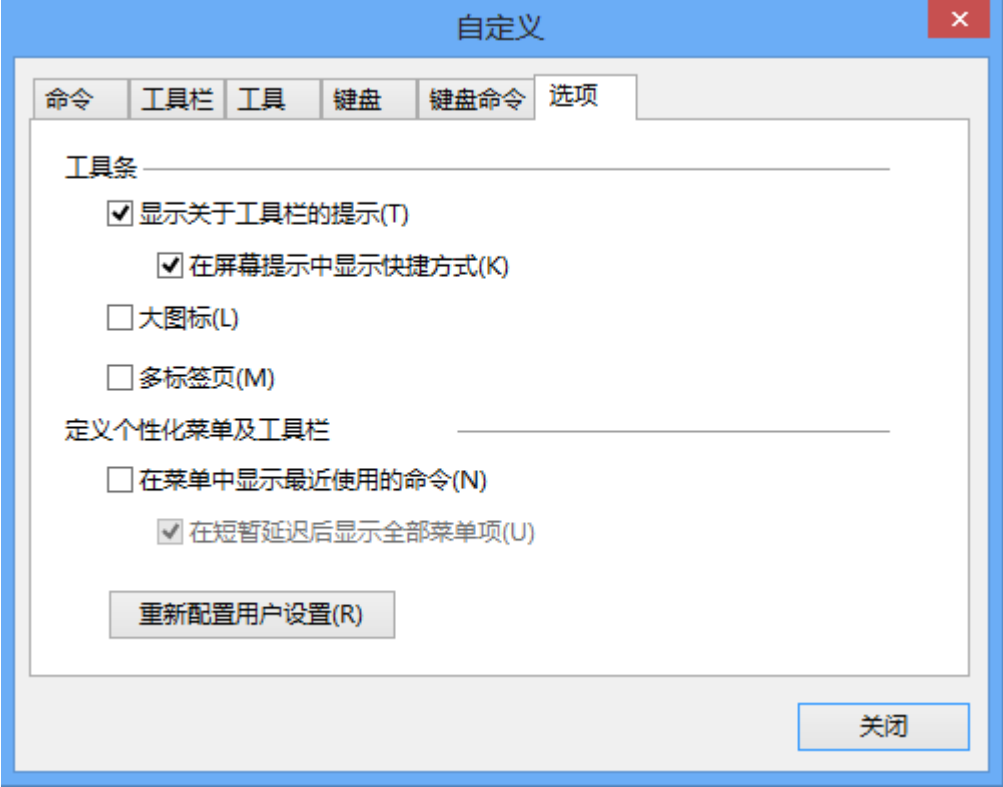 自定义
命令 工具栏 工具 键盘 键盘命令 选项
工具条
显示关于工具栏的提示(T)
在屏幕提示中显示快捷方式(K)
大图标(L)
多标签页(M)
定义个性化菜单及工具栏
在菜单中显示最近使用的命令(N)
在短暂延迟后显示全部菜单项(U)
重新配置用户设置(R)
关闭